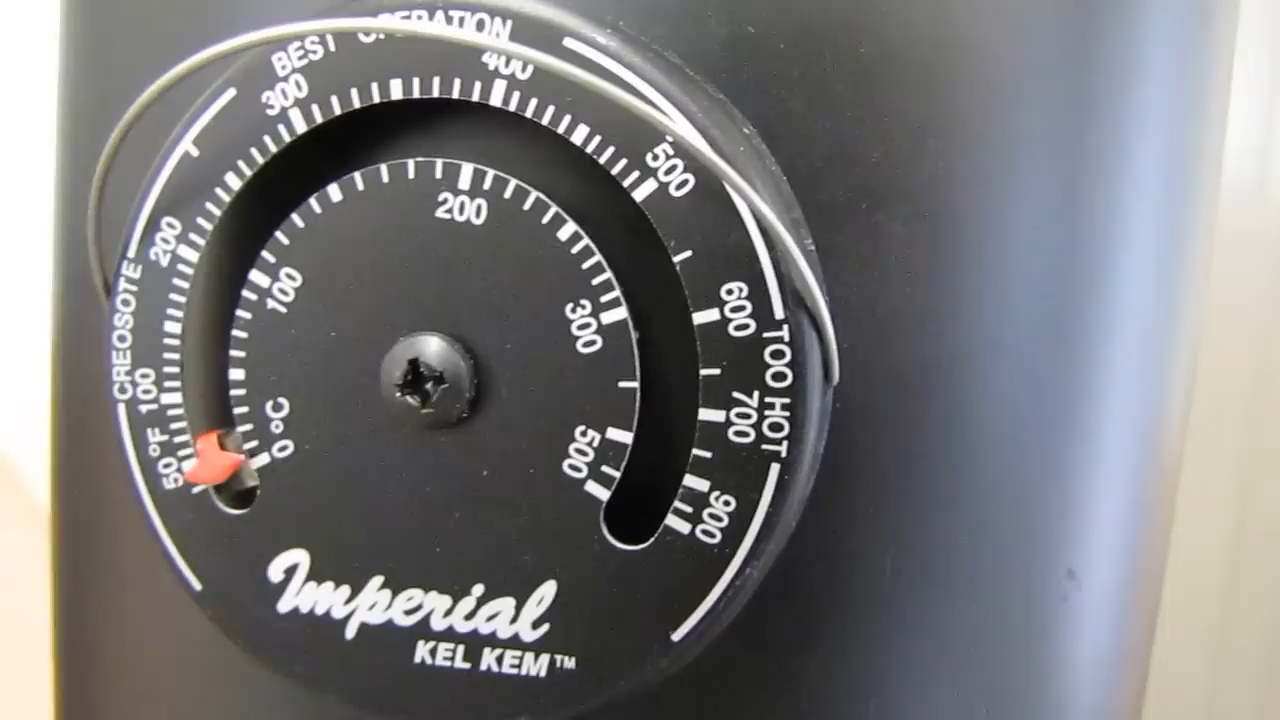 BEST OPERATION
CREOSOTE
TOO HOT
50°F
100
200
300
400
500
600
700
900
0°C
100
200
300
500
Imperial
KEL KEM™